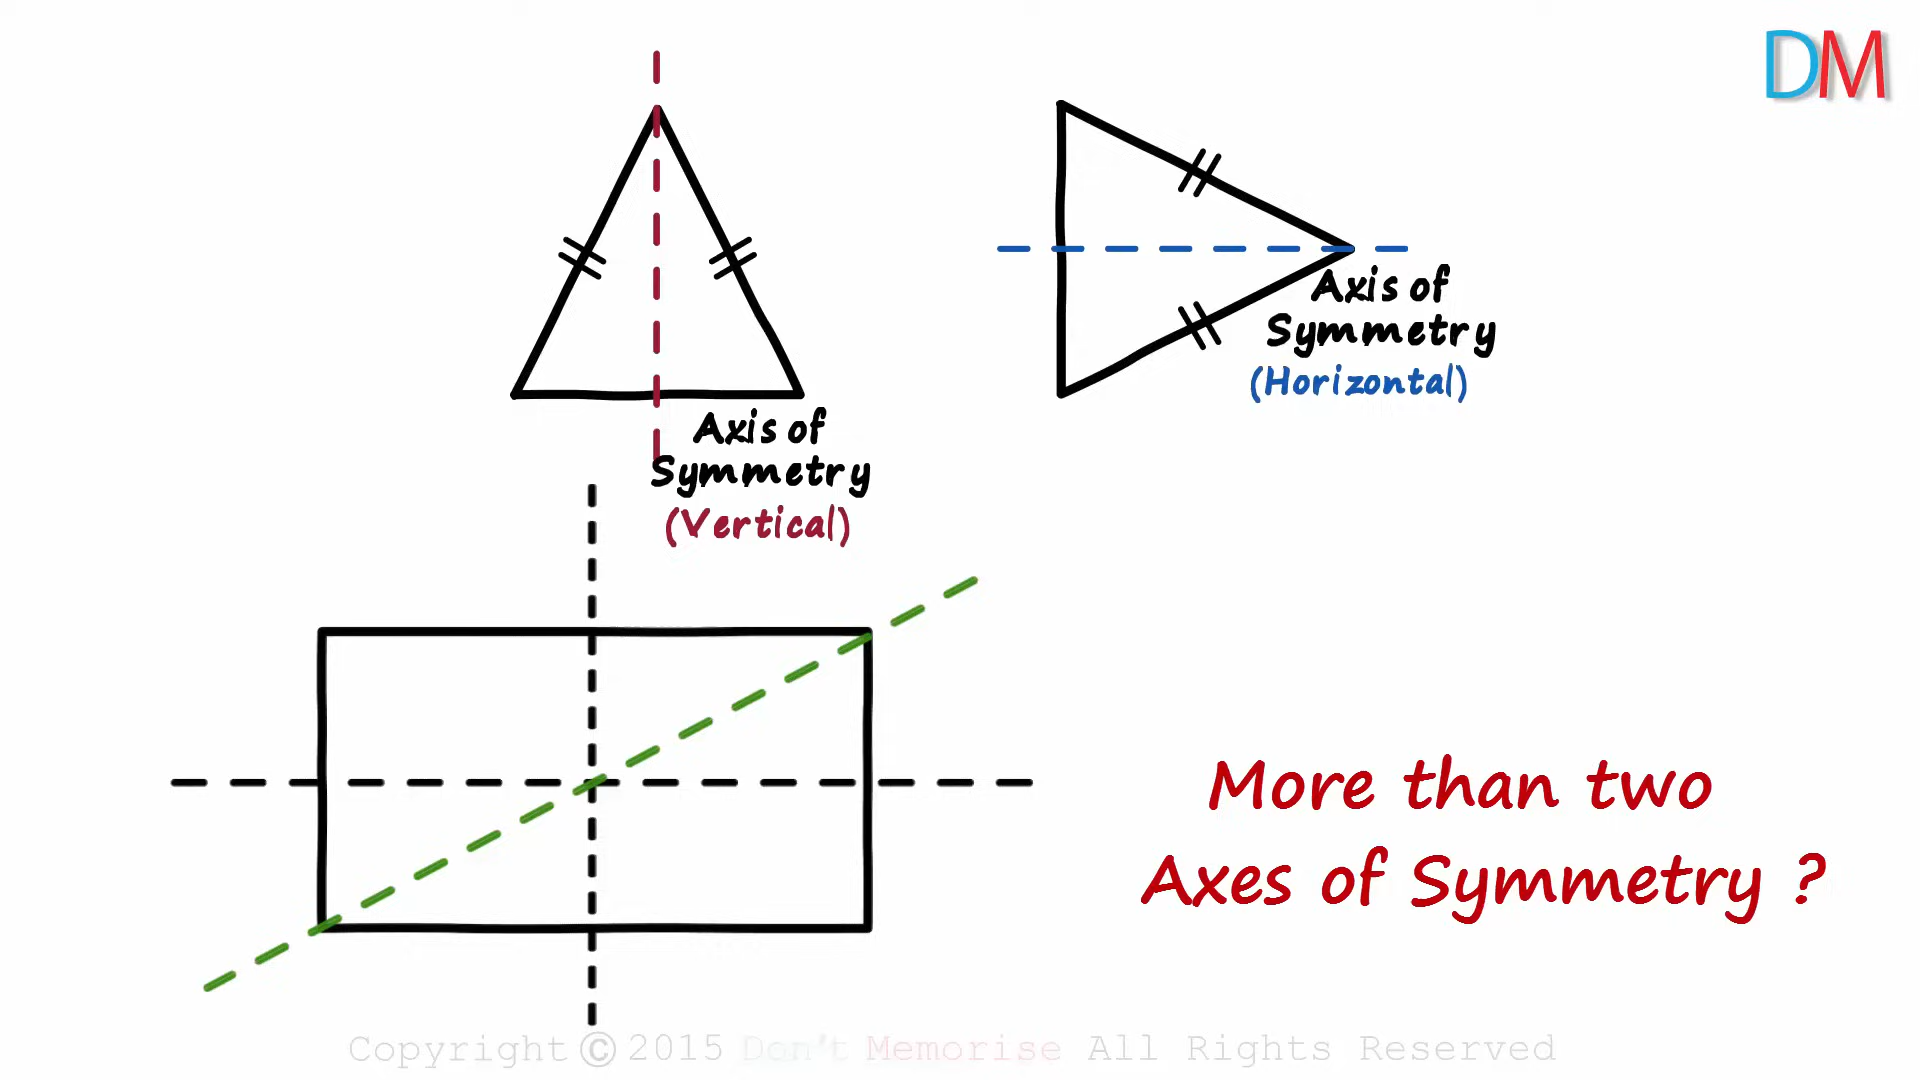 DM
Axis of
Symmetry
(Horizontal)
Axis of
Symmetry
(Vertical)
More than two
Axes of Symmetry ?
Copyright © 2015 Don't Memorise All Rights Reserved